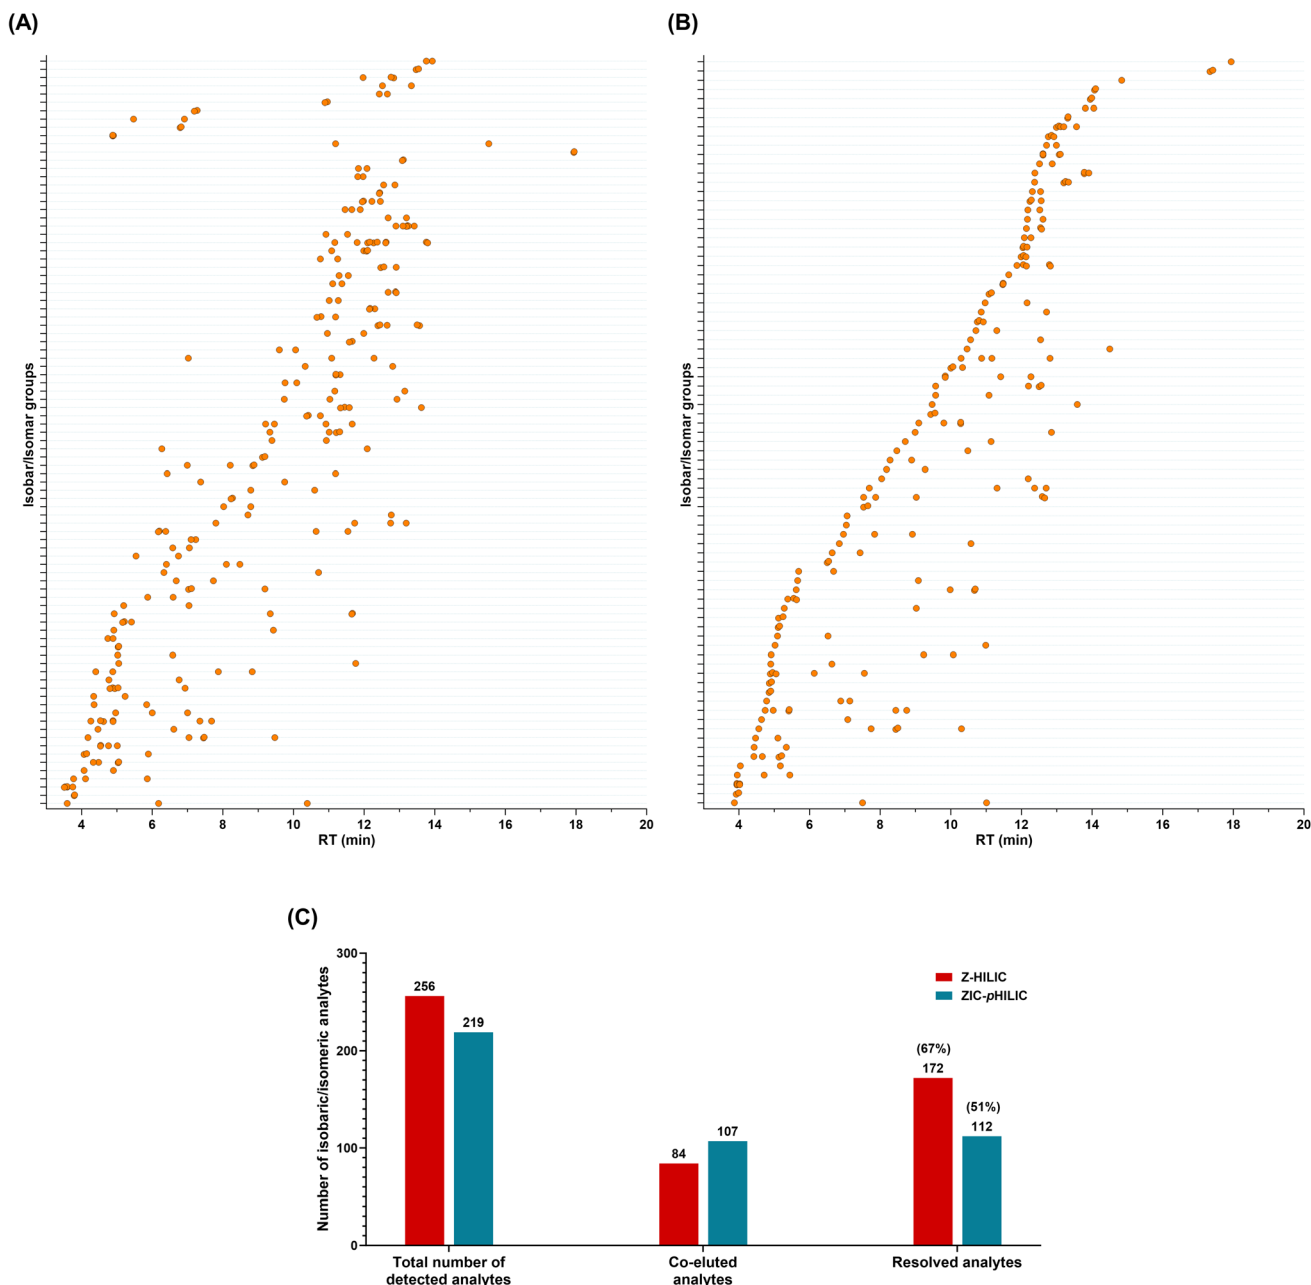 (A)
(B)
Isobar/Isomar groups
4 6 8 10 12 14 16 18 20
RT (min)
Isobar/Isomar groups
4 6 8 10 12 14 16 18 20
RT (min)
(C)
Number of isobaric/isomeric analytes
300
200
100
0
Z-HILIC
ZIC-pHILIC
256
219
84
107
(67%)
172
(51%)
112
Total number of
detected analytes
Co-eluted
analytes
Resolved analytes